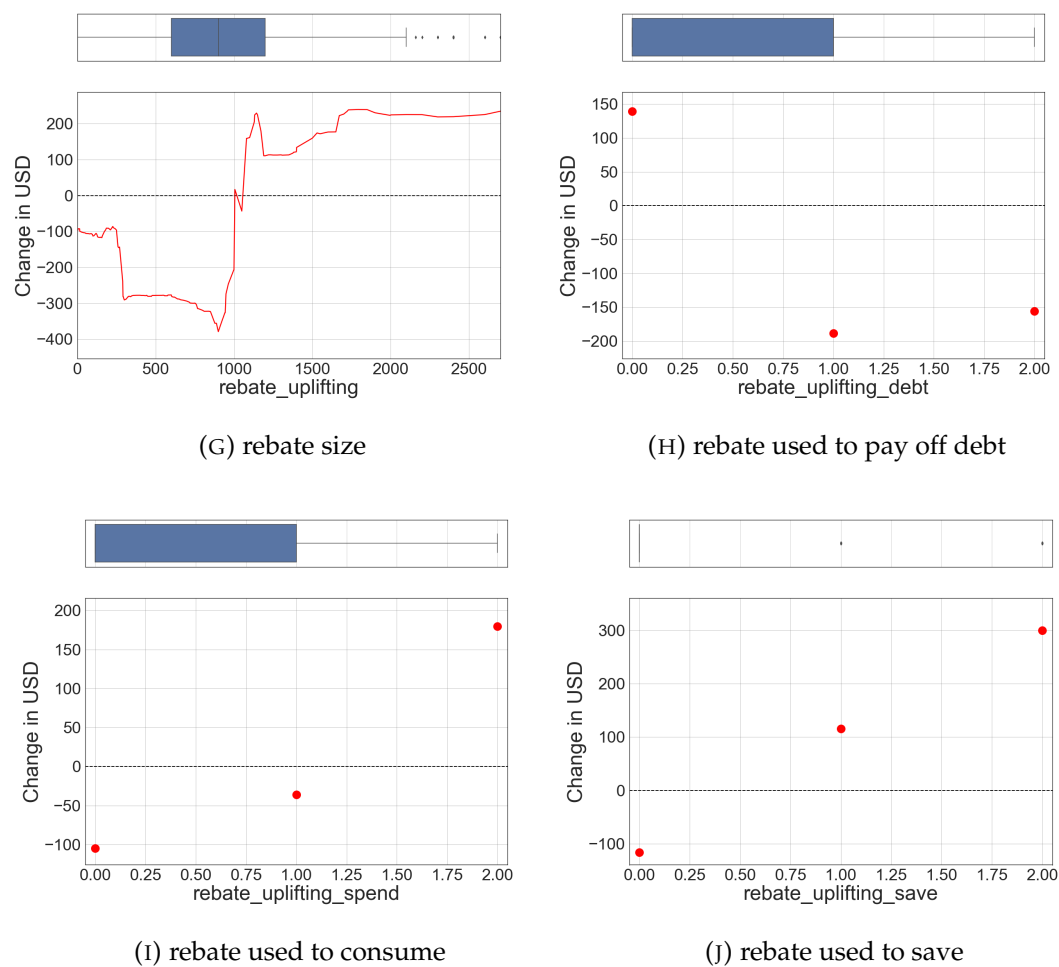 200
100
0
−100
−200
−300
−400
Change in USD
0 500 1000 1500 2000 2500
rebate_uplifting
(G) rebate size
150
100
50
0
−50
−100
−150
−200
Change in USD
0.00 0.25 0.50 0.75 1.00 1.25 1.50 1.75 2.00
rebate_uplifting_debt
(H) rebate used to pay off debt
200
150
100
50
0
−50
−100
Change in USD
0.00 0.25 0.50 0.75 1.00 1.25 1.50 1.75 2.00
rebate_uplifting_spend
(I) rebate used to consume
300
200
100
0
−100
Change in USD
0.00 0.25 0.50 0.75 1.00 1.25 1.50 1.75 2.00
rebate_uplifting_save
(J) rebate used to save